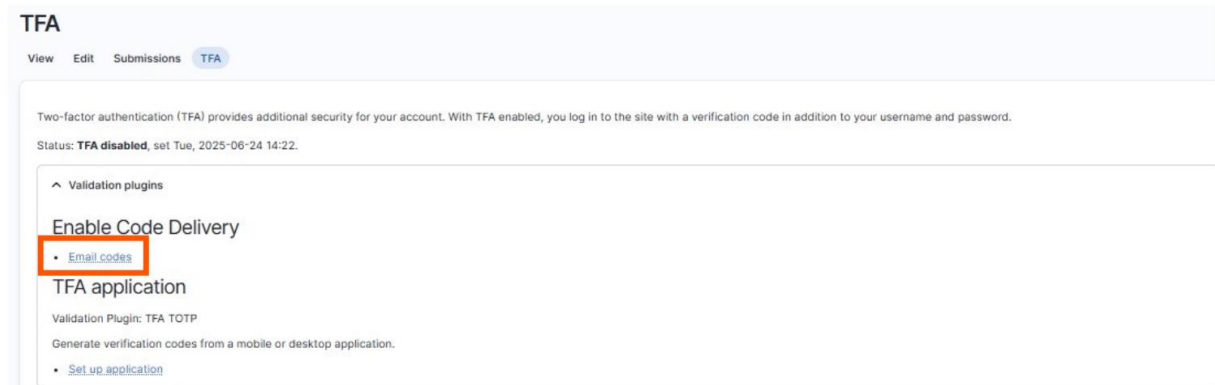 TFA
View Edit Submissions TFA
Two-factor authentication (TFA) provides additional security for your account. With TFA enabled, you log in to the site with a verification code in addition to your username and password.
Status: TFA disabled, set Tue, 2025-06-24 14:22.
Validation plugins
Enable Code Delivery
• Email codes
TFA application
Validation Plugin: TFA TOTP
Generate verification codes from a mobile or desktop application.
• Set up application